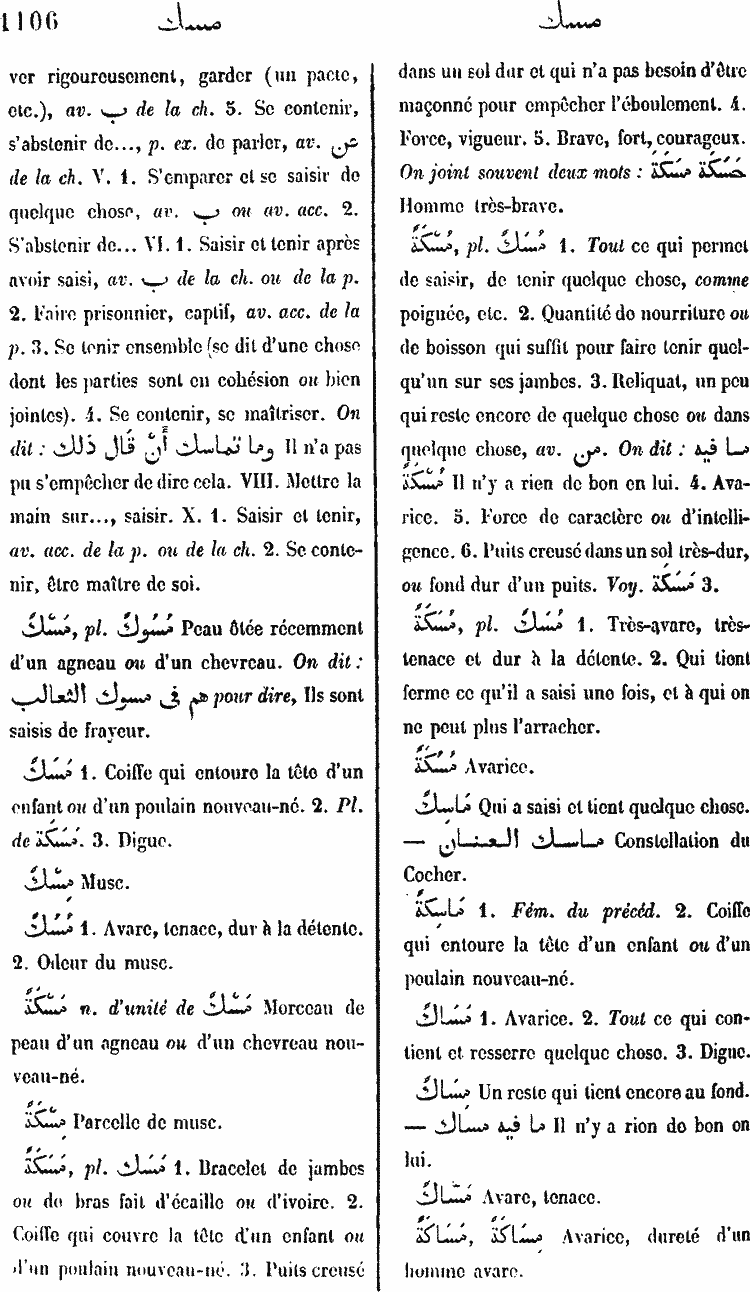 1106 مسك مسك
ver rigoureusement, garder (un pacte,
etc.), av. ب de la ch. 5. Se contenir,
s'abstenir de..., p. ex. de parler, av. عن
de la ch. V. 1. S'emparer et se saisir de
quelque chose, av. ب ou av. acc. 2.
S'abstenir de... VI. 1. Saisir et tenir après
avoir saisi, av. ب de la ch. ou de la p.
2. Faire prisonnier, captif, av. acc. de la
p. 3. Se tenir ensemble (se dit d'une chose
dont les parties sont en cohésion ou bien
jointes). 4. Se contenir, se maîtriser. On
dit : وما تماسك أَنْ قَال ذلك Il n'a pas
pu s'empêcher de dire cela. VIII. Mettre la
main sur..., saisir. X. 1. Saisir et tenir,
av. acc. de la p. ou de la ch. 2. Se conte-
nir, être maître de soi.
مَسْكٌ, pl. مُسُوكٌ Peau ôtée récemment
d'un agneau ou d'un chevreau. On dit :
هم فى مسوك الثعالب pour dire, Ils sont
saisis de frayeur.
مَسَكٌ 1. Coiffe qui entoure la tête d'un
enfant ou d'un poulain nouveau-né. 2. Pl.
de مَسَكَة. 3. Digue.
مِسْكٌ Musc.
مُسُكٌ 1. Avare, tenace, dur à la détente.
2. Odeur du musc.
مَسْكَةٌ n. d'unité de مَسْكٌ Morceau de
peau d'un agneau ou d'un chevreau nou-
veau-né.
مِسْكَةٌ Parcelle de musc.
مَسَكَةٌ, pl. مَسَك 1. Bracelet de jambes
ou de bras fait d'écaille ou d'ivoire. 2.
Coiffe qui couvre la tête d'un enfant ou
d'un poulain nouveau-né. 3. Puits creusé
dans un sol dur et qui n'a pas besoin d'être
maçonné pour empêcher l'éboulement. 4.
Force, vigueur. 5. Brave, fort, courageux.
On joint souvent deux mots : حَسَكَةٌ مَسَكَةٌ
Homme très-brave.
مُسْكَةٌ, pl. مُسَكٌ 1. Tout ce qui permet
de saisir, de tenir quelque chose, comme
poignée, etc. 2. Quantité de nourriture ou
de boisson qui suffit pour faire tenir quel-
qu'un sur ses jambes. 3. Reliquat, un peu
qui reste encore de quelque chose ou dans
quelque chose, av. من. On dit : ما فيه
مُسْكَةٌ Il n'y a rien de bon en lui. 4. Ava-
rice. 5. Force de caractère ou d'intelli-
gence. 6. Puits creusé dans un sol très-dur,
ou fond dur d'un puits. Voy. مَسَكَة 3.
مُسَكَةٌ, pl. مُسَكٌ 1. Très-avare, très-
tenace et dur à la détente. 2. Qui tient
ferme ce qu'il a saisi une fois, et à qui on
ne peut plus l'arracher.
مُسُكَةٌ Avarice.
مَاسِكٌ Qui a saisi et tient quelque chose.
— ماسك العنان Constellation du
Cocher.
مَاسِكَةٌ 1. Fém. du précéd. 2. Coiffe
qui entoure la tête d'un enfant ou d'un
poulain nouveau-né.
مَسَاكٌ 1. Avarice. 2. Tout ce qui con-
tient et resserre quelque chose. 3. Digue.
مِسَاكٌ Un reste qui tient encore au fond.
— ما فيه مساك Il n'y a rien de bon en
lui.
مَسَّاكٌ Avare, tenace.
مَسَاكَةٌ, مِسَاكَةٌ Avarice, dureté d'un
homme avare.